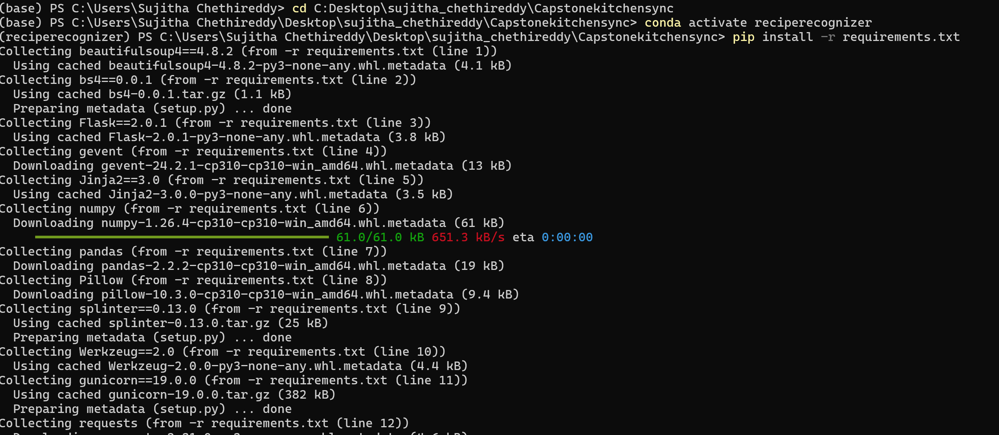 (base) PS C:\Users\Sujitha Chethireddy> cd C:Desktop\sujitha_chethireddy\Capstonekitchensync
(base) PS C:\Users\Sujitha Chethireddy\Desktop\sujitha_chethireddy\Capstonekitchensync> conda activate reciperecognizer
(reciperecognizer) PS C:\Users\Sujitha Chethireddy\Desktop\sujitha_chethireddy\Capstonekitchensync> pip install -r requirements.txt
Collecting beautifulsoup4==4.8.2 (from -r requirements.txt (line 1))
  Using cached beautifulsoup4-4.8.2-py3-none-any.whl.metadata (4.1 kB)
Collecting bs4==0.0.1 (from -r requirements.txt (line 2))
  Using cached bs4-0.0.1.tar.gz (1.1 kB)
  Preparing metadata (setup.py) ... done
Collecting Flask==2.0.1 (from -r requirements.txt (line 3))
  Using cached Flask-2.0.1-py3-none-any.whl.metadata (3.8 kB)
Collecting gevent (from -r requirements.txt (line 4))
  Downloading gevent-24.2.1-cp310-cp310-win_amd64.whl.metadata (13 kB)
Collecting Jinja2==3.0 (from -r requirements.txt (line 5))
  Using cached Jinja2-3.0.0-py3-none-any.whl.metadata (3.5 kB)
Collecting numpy (from -r requirements.txt (line 6))
  Downloading numpy-1.26.4-cp310-cp310-win_amd64.whl.metadata (61 kB)
     61.0/61.0 kB 651.3 kB/s eta 0:00:00
Collecting pandas (from -r requirements.txt (line 7))
  Downloading pandas-2.2.2-cp310-cp310-win_amd64.whl.metadata (19 kB)
Collecting Pillow (from -r requirements.txt (line 8))
  Downloading pillow-10.3.0-cp310-cp310-win_amd64.whl.metadata (9.4 kB)
Collecting splinter==0.13.0 (from -r requirements.txt (line 9))
  Using cached splinter-0.13.0.tar.gz (25 kB)
  Preparing metadata (setup.py) ... done
Collecting Werkzeug==2.0 (from -r requirements.txt (line 10))
  Using cached Werkzeug-2.0.0-py3-none-any.whl.metadata (4.4 kB)
Collecting gunicorn==19.0.0 (from -r requirements.txt (line 11))
  Using cached gunicorn-19.0.0.tar.gz (382 kB)
  Preparing metadata (setup.py) ... done
Collecting requests (from -r requirements.txt (line 12))